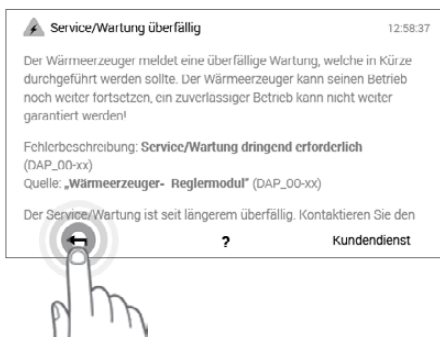 Service/Wartung überfällig 12:58:37
Der Wärmeerzeuger meldet eine überfällige Wartung, welche in Kürze
durchgeführt werden sollte. Der Wärmeerzeuger kann seinen Betrieb
noch weiter fortsetzen, ein zuverlässiger Betrieb kann nicht weiter
garantiert werden!
Fehlerbeschreibung: Service/Wartung dringend erforderlich
(DAP_00-xx)
Quelle: „Wärmeerzeuger- Reglermodul" (DAP_00-xx)
Der Service/Wartung ist seit längerem überfällig. Kontaktieren Sie den
? Kundendienst